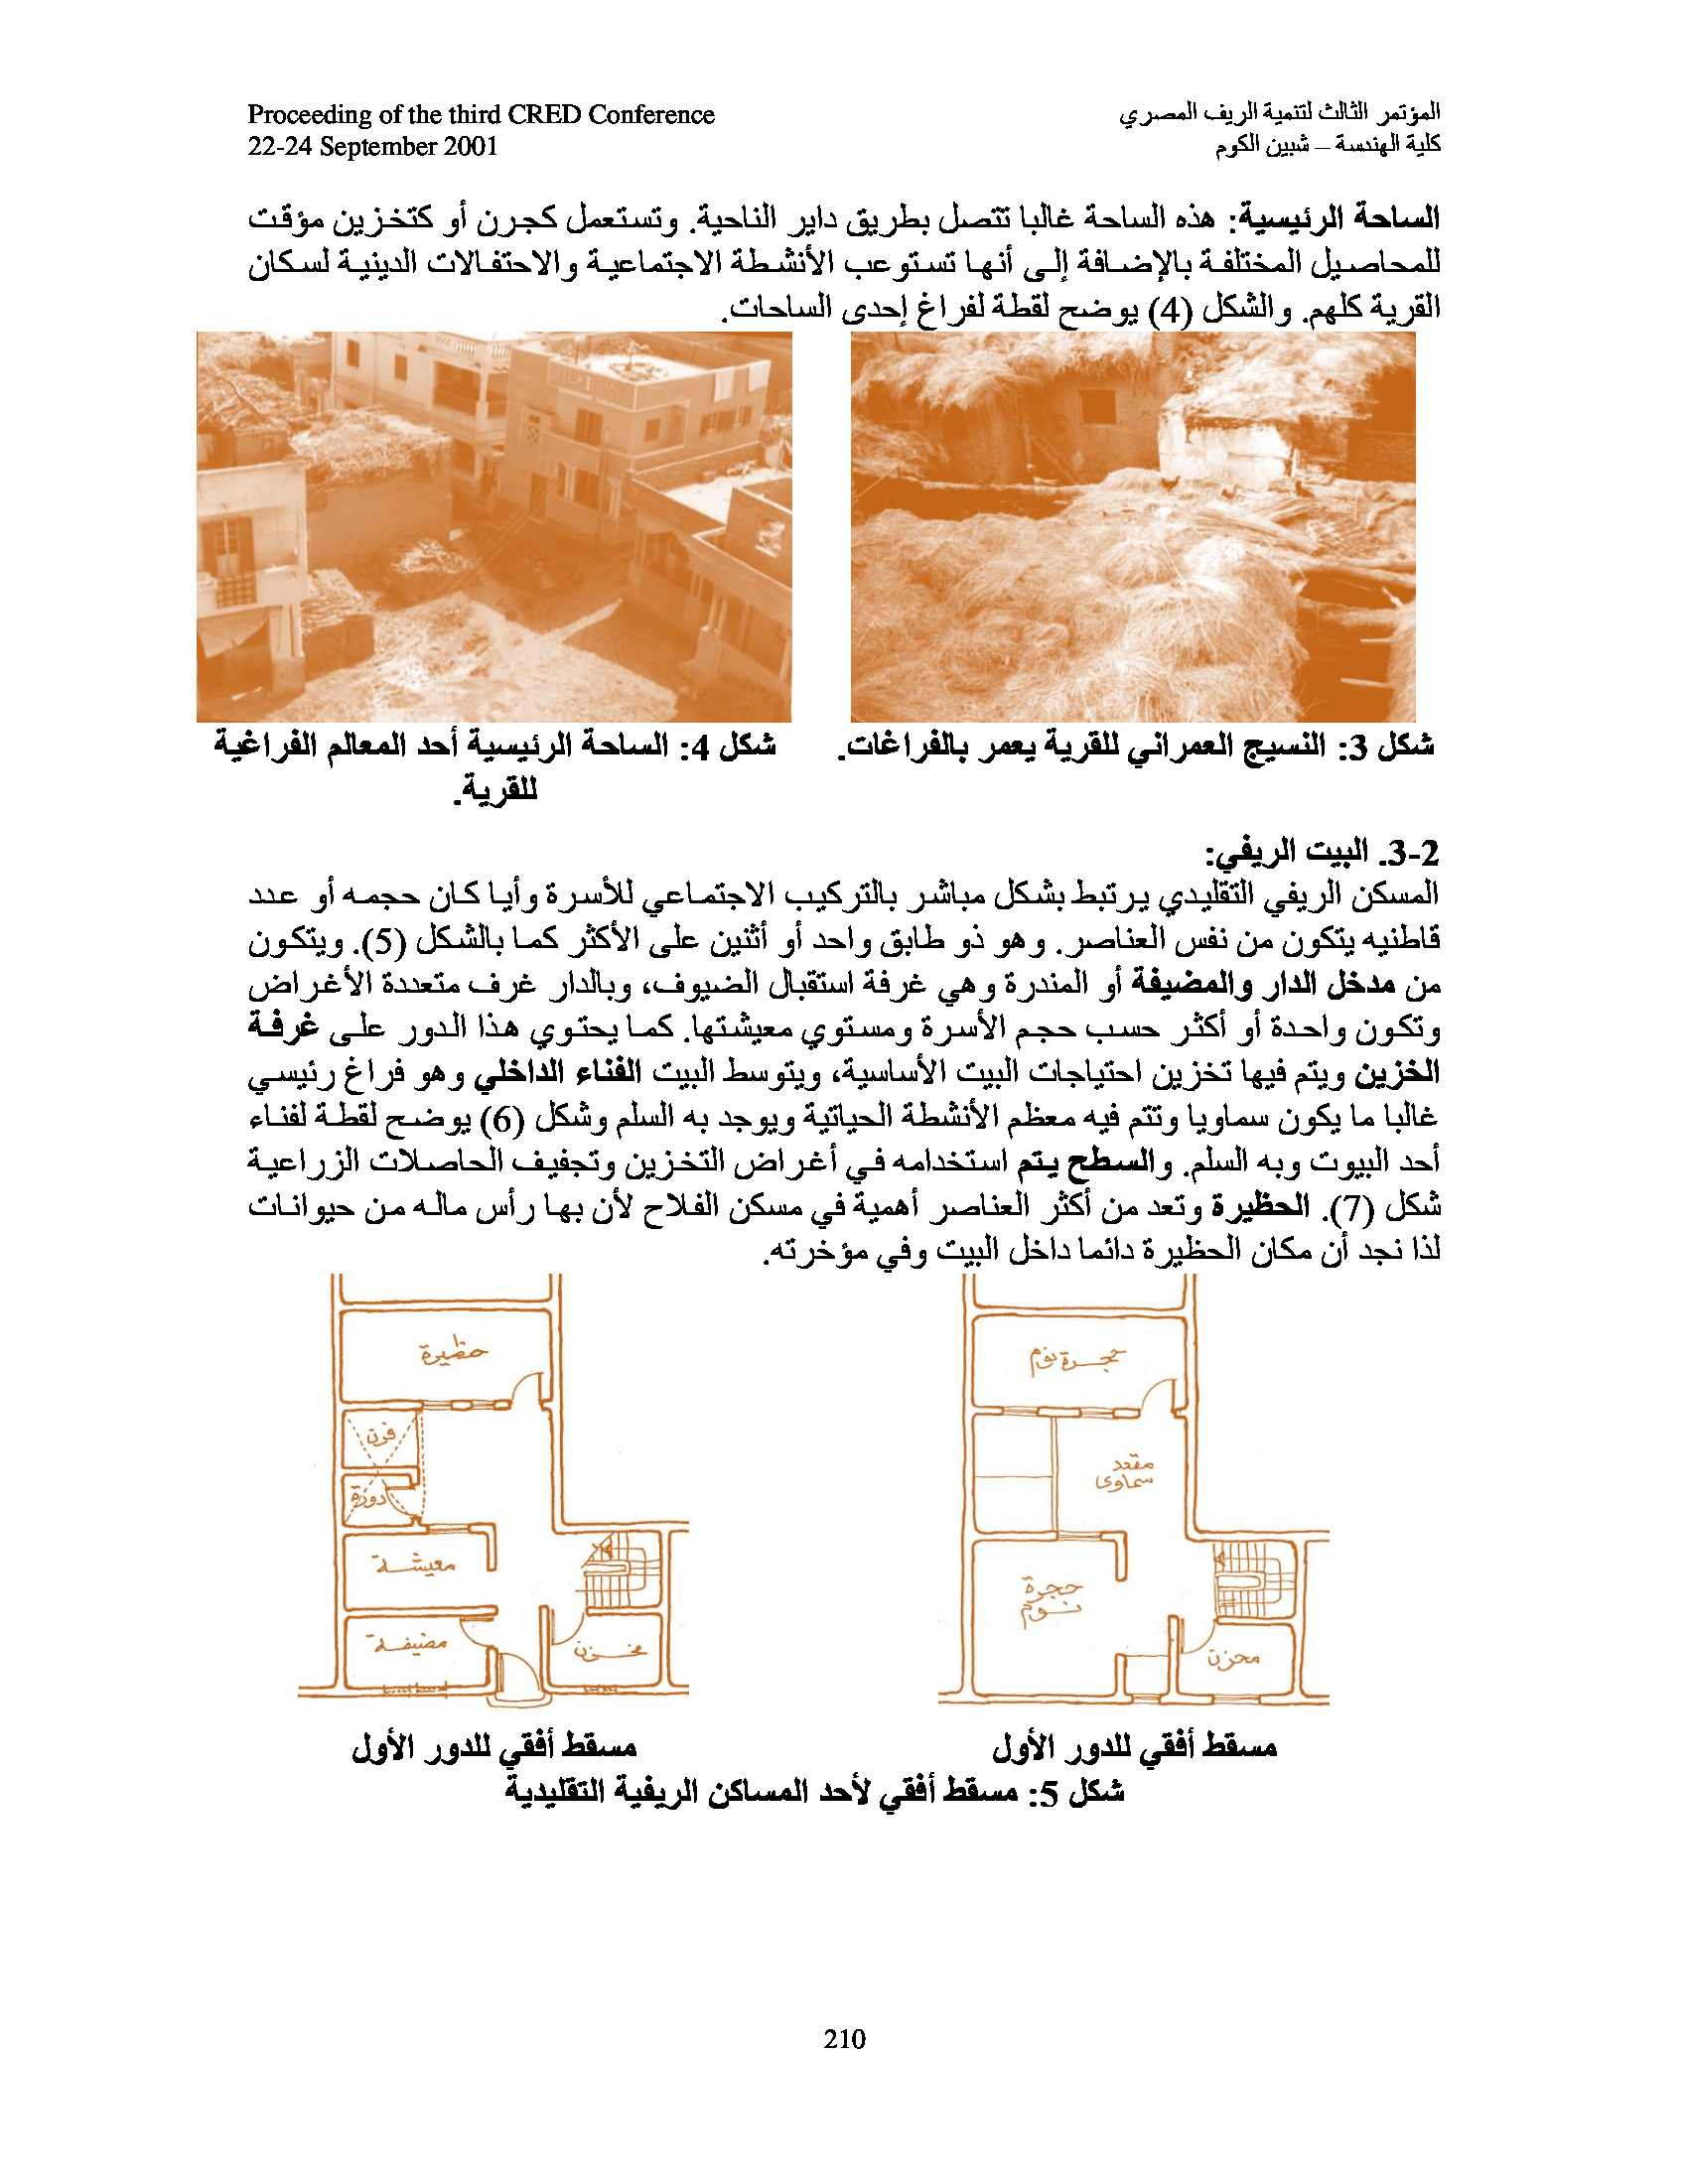 Proceeding of the third CRED Conference
22-24 September 2001
المؤتمر الثالث لتنمية الريف المصري
كلية الهندسة – شبين الكوم
الساحة الرئيسية: هذه الساحة غالبا تتصل بطريق داير الناحية. وتستعمل كجرن أو كتخزين مؤقت
للمحاصيل المختلفة بالإضافة إلى أنها تستوعب الأنشطة الاجتماعية والاحتفالات الدينية لسكان
القرية كلهم. والشكل (4) يوضح لقطة لفراغ إحدى الساحات.
شكل 3: النسيج العمراني للقرية يعمر بالفراغات.
شكل 4: الساحة الرئيسية أحد المعالم الفراغية
للقرية.
3-2. البيت الريفي:
المسكن الريفي التقليدي يرتبط بشكل مباشر بالتركيب الاجتماعي للأسرة وأيا كان حجمه أو عدد
قاطنيه يتكون من نفس العناصر. وهو ذو طابق واحد أو أثنين على الأكثر كما بالشكل (5). ويتكون
من مدخل الدار والمضيفة أو المندرة وهي غرفة استقبال الضيوف، وبالدار غرف متعددة الأغراض
وتكون واحدة أو أكثر حسب حجم الأسرة ومستوي معيشتها. كما يحتوي هذا الدور على غرفة
الخزين ويتم فيها تخزين احتياجات البيت الأساسية، ويتوسط البيت الفناء الداخلي وهو فراغ رئيسي
غالبا ما يكون سماويا وتتم فيه معظم الأنشطة الحياتية ويوجد به السلم وشكل (6) يوضح لقطة لفناء
أحد البيوت وبه السلم. والسطح يتم استخدامه في أغراض التخزين وتجفيف الحاصلات الزراعية
شكل (7). الحظيرة وتعد من أكثر العناصر أهمية في مسكن الفلاح لأن بها رأس ماله من حيوانات
لذا نجد أن مكان الحظيرة دائما داخل البيت وفي مؤخرته.
حجرة نوم
مقعد
سماوى
حجرة
نوم
مخزن
حظيرة
فرن
دورة
معيشة
مضيفة
مخزن
مسقط أفقي للدور الأول
مسقط أفقي للدور الأول
شكل 5: مسقط أفقي لأحد المساكن الريفية التقليدية
210